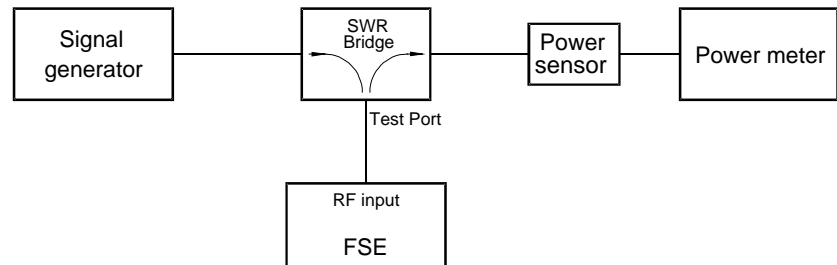 Signal
generator
SWR
Bridge
Power
sensor
Power meter
Test Port
RF input
FSE